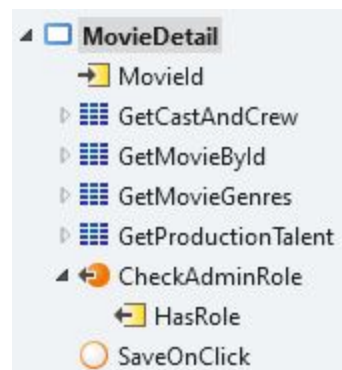 MovieDetail
MovieId
GetCastAndCrew
GetMovieById
GetMovieGenres
GetProductionTalent
CheckAdminRole
HasRole
SaveOnClick